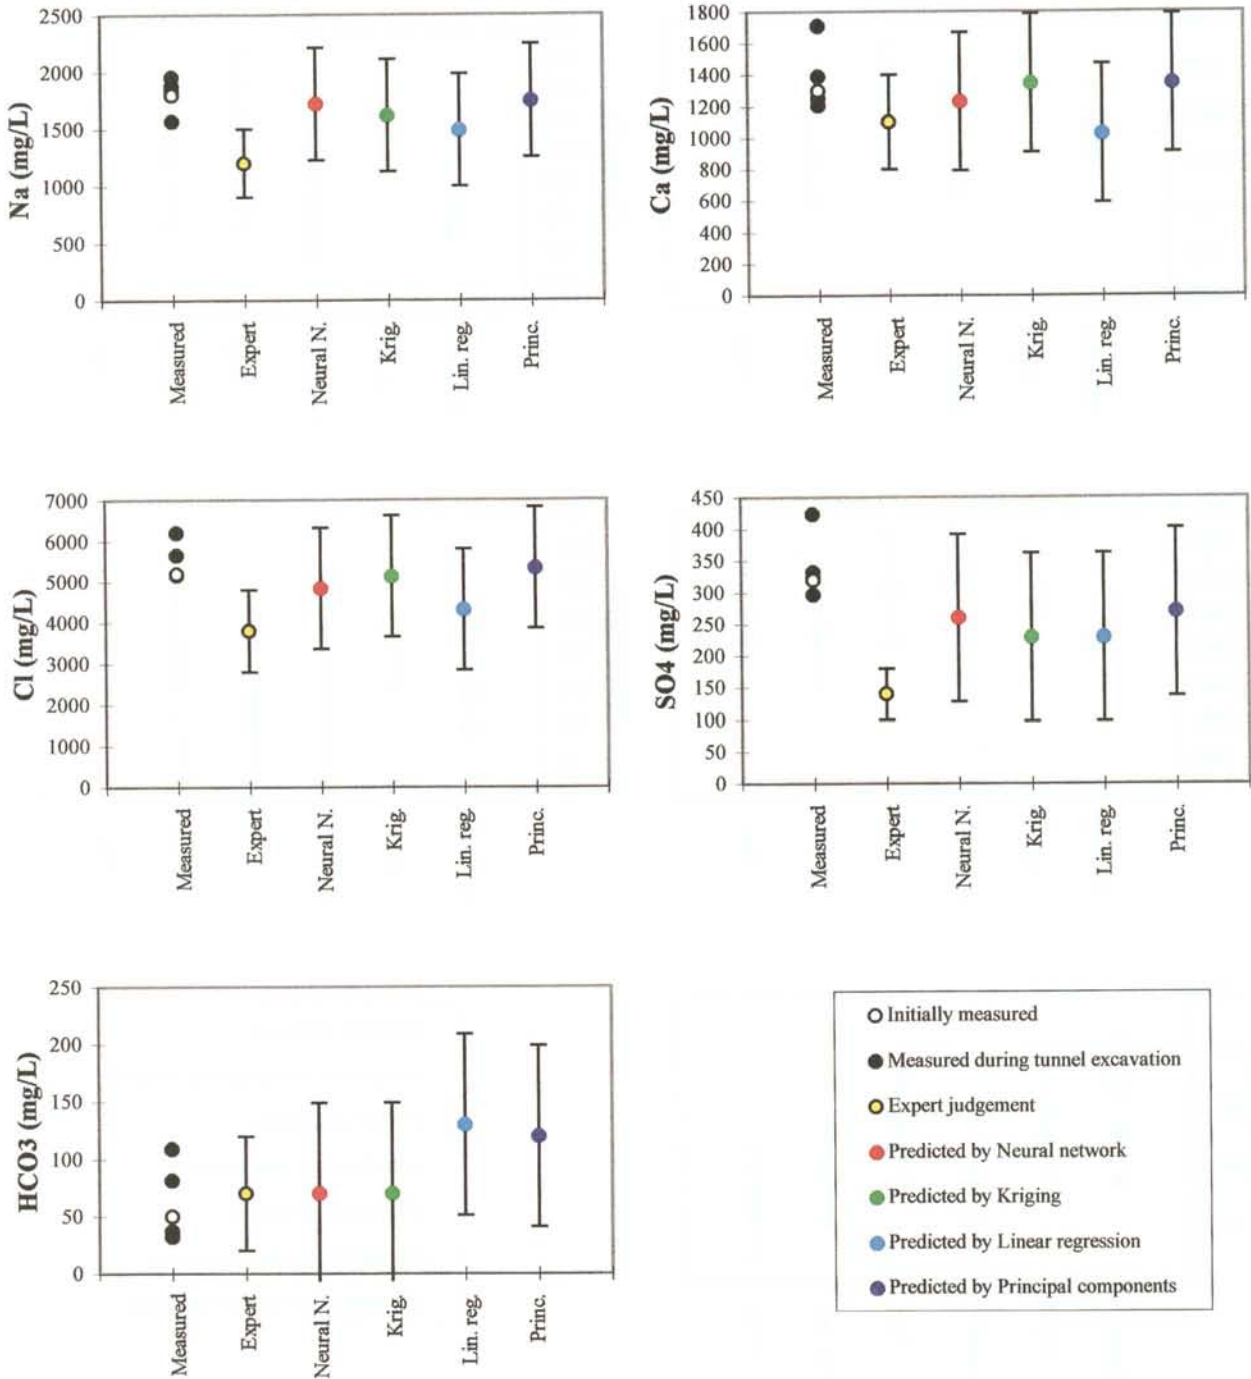 Na (mg/L)
2500
2000
1500
1000
500
0
Measured
Expert
Neural N.
Krig.
Lin. reg.
Princ.
Ca (mg/L)
1800
1600
1400
1200
1000
800
600
400
200
0
Measured
Expert
Neural N.
Krig.
Lin. reg.
Princ.
Cl (mg/L)
7000
6000
5000
4000
3000
2000
1000
0
Measured
Expert
Neural N.
Krig.
Lin. reg.
Princ.
SO4 (mg/L)
450
400
350
300
250
200
150
100
50
0
Measured
Expert
Neural N.
Krig.
Lin. reg.
Princ.
HCO3 (mg/L)
250
200
150
100
50
0
Measured
Expert
Neural N.
Krig.
Lin. reg.
Princ.
Initially measured
Measured during tunnel excavation
Expert judgement
Predicted by Neural network
Predicted by Kriging
Predicted by Linear regression
Predicted by Principal components